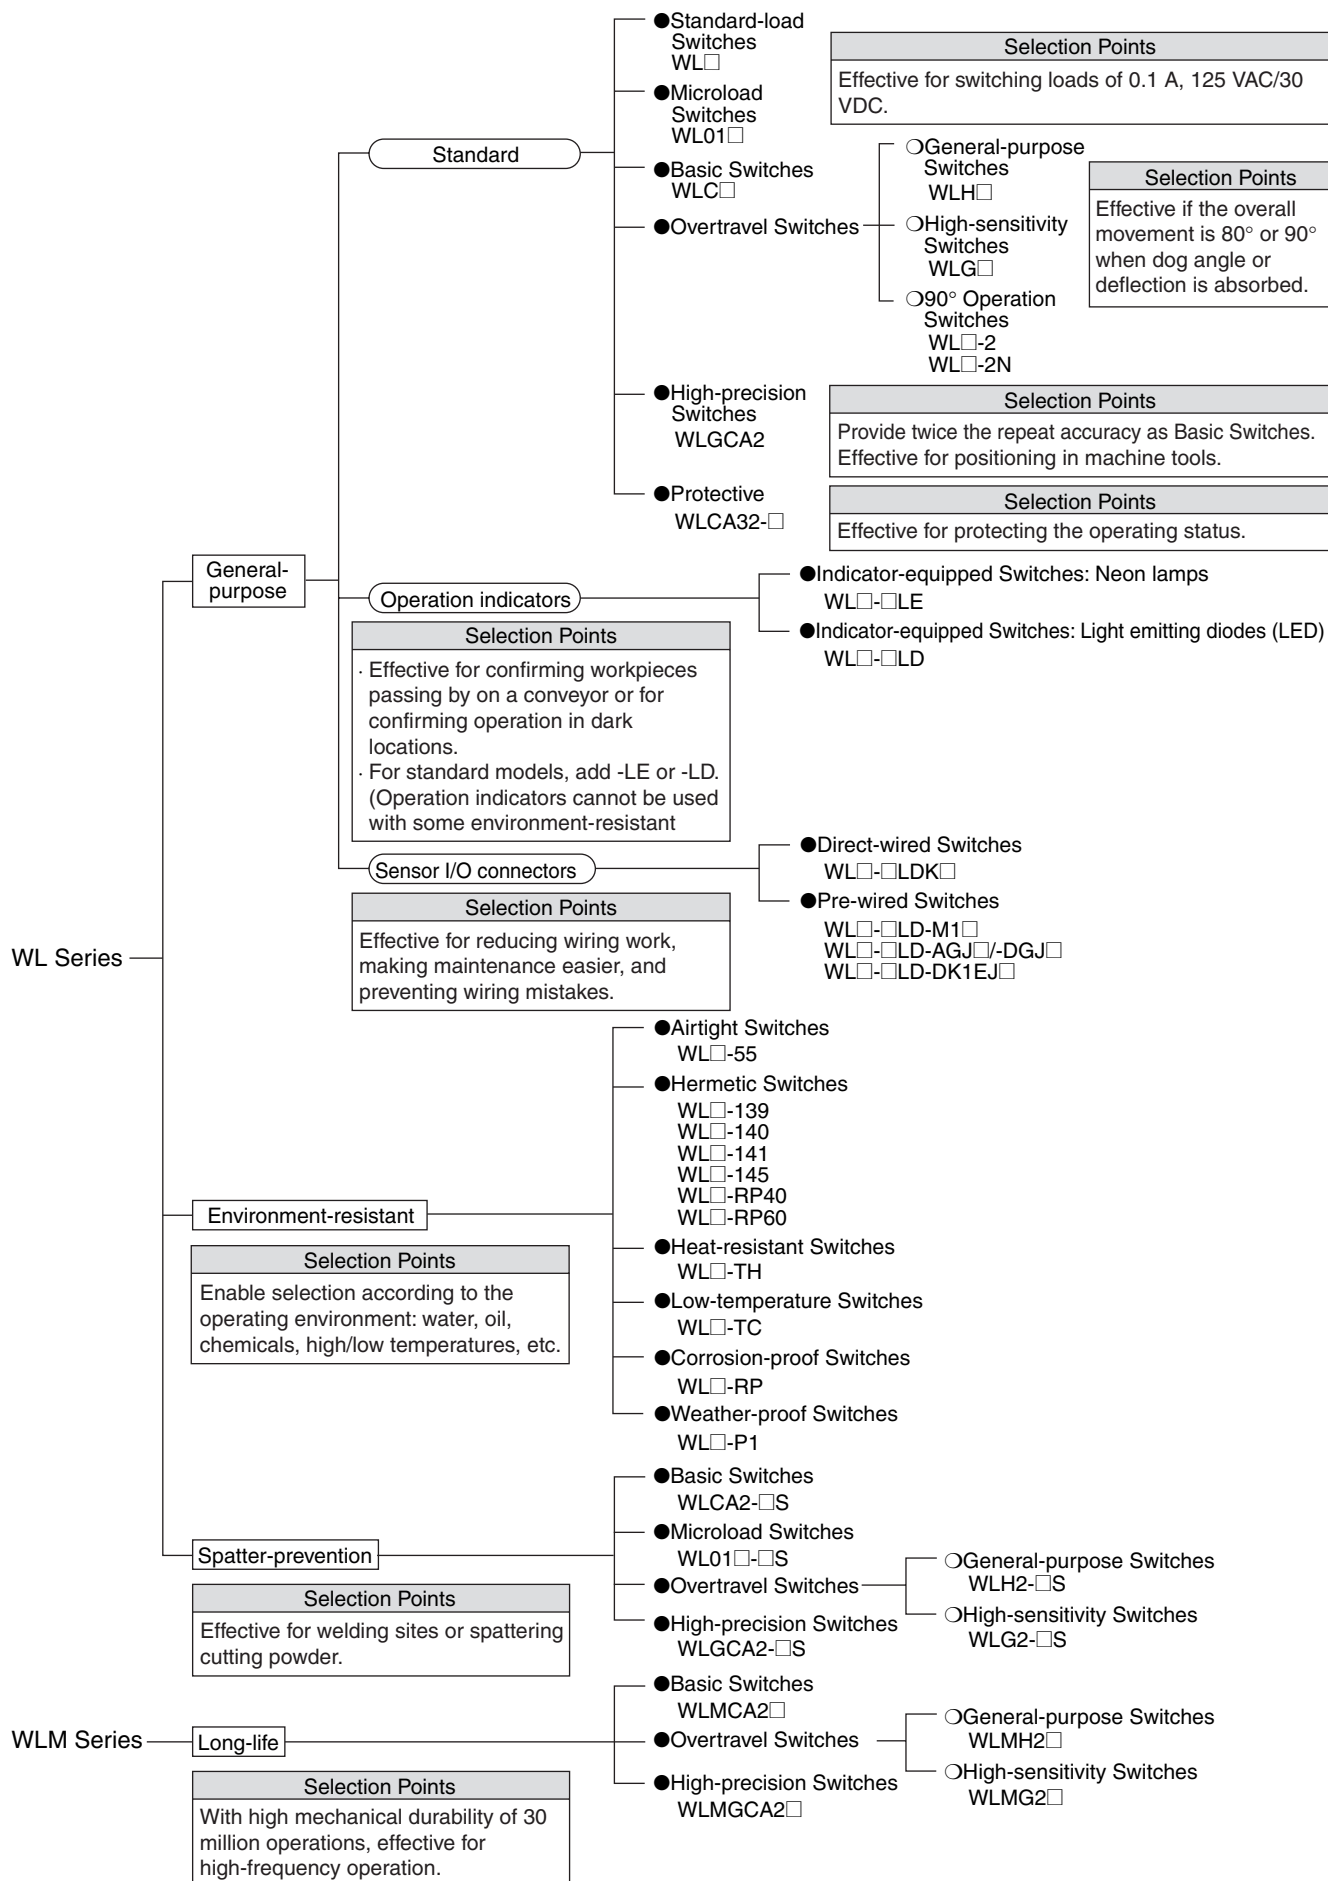 ●Standard-load
Switches
WL□
Selection Points
Effective for switching loads of 0.1 A, 125 VAC/30
VDC.
●Microload
Switches
WL01□
Standard
●Basic Switches
WLC□
●Overtravel Switches
❍General-purpose
Switches
WLH□
❍High-sensitivity
Switches
WLG□
❍90° Operation
Switches
WL□-2
WL□-2N
Selection Points
Effective if the overall
movement is 80° or 90°
when dog angle or
deflection is absorbed.
●High-precision
Switches
WLGCA2
Selection Points
Provide twice the repeat accuracy as Basic Switches.
Effective for positioning in machine tools.
●Protective
WLCA32-□
Selection Points
Effective for protecting the operating status.
General-
purpose
Operation indicators
●Indicator-equipped Switches: Neon lamps
WL□-□LE
●Indicator-equipped Switches: Light emitting diodes (LED)
WL□-□LD
Selection Points
· Effective for confirming workpieces
passing by on a conveyor or for
confirming operation in dark
locations.
· For standard models, add -LE or -LD.
(Operation indicators cannot be used
with some environment-resistant
Sensor I/O connectors
●Direct-wired Switches
WL□-□LDK□
●Pre-wired Switches
WL□-□LD-M1□
WL□-□LD-AGJ□/-DGJ□
WL□-□LD-DK1EJ□
Selection Points
Effective for reducing wiring work,
making maintenance easier, and
preventing wiring mistakes.
WL Series
●Airtight Switches
WL□-55
●Hermetic Switches
WL□-139
WL□-140
WL□-141
WL□-145
WL□-RP40
WL□-RP60
Environment-resistant
●Heat-resistant Switches
WL□-TH
Selection Points
Enable selection according to the
operating environment: water, oil,
chemicals, high/low temperatures, etc.
●Low-temperature Switches
WL□-TC
●Corrosion-proof Switches
WL□-RP
●Weather-proof Switches
WL□-P1
●Basic Switches
WLCA2-□S
●Microload Switches
WL01□-□S
Spatter-prevention
●Overtravel Switches
❍General-purpose Switches
WLH2-□S
❍High-sensitivity Switches
WLG2-□S
●High-precision Switches
WLGCA2-□S
Selection Points
Effective for welding sites or spattering
cutting powder.
●Basic Switches
WLMCA2□
WLM Series
Long-life
●Overtravel Switches
❍General-purpose Switches
WLMH2□
❍High-sensitivity Switches
WLMG2□
●High-precision Switches
WLMGCA2□
Selection Points
With high mechanical durability of 30
million operations, effective for
high-frequency operation.